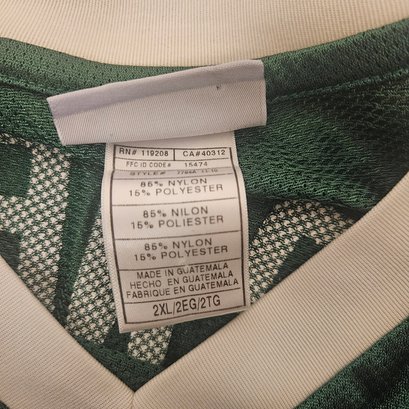 RN# 119208 CA#40312
FFC ID CODE# 15474
STYLE#
85% NYLON
15% POLYESTER
85% NILON
15% POLIESTER
85% NYLON
15% POLYESTER
MADE IN GUATEMALA
HECHO EN GUATEMALA
FABRIQUE EN GUATEMALA
2XL/2EG/2TG